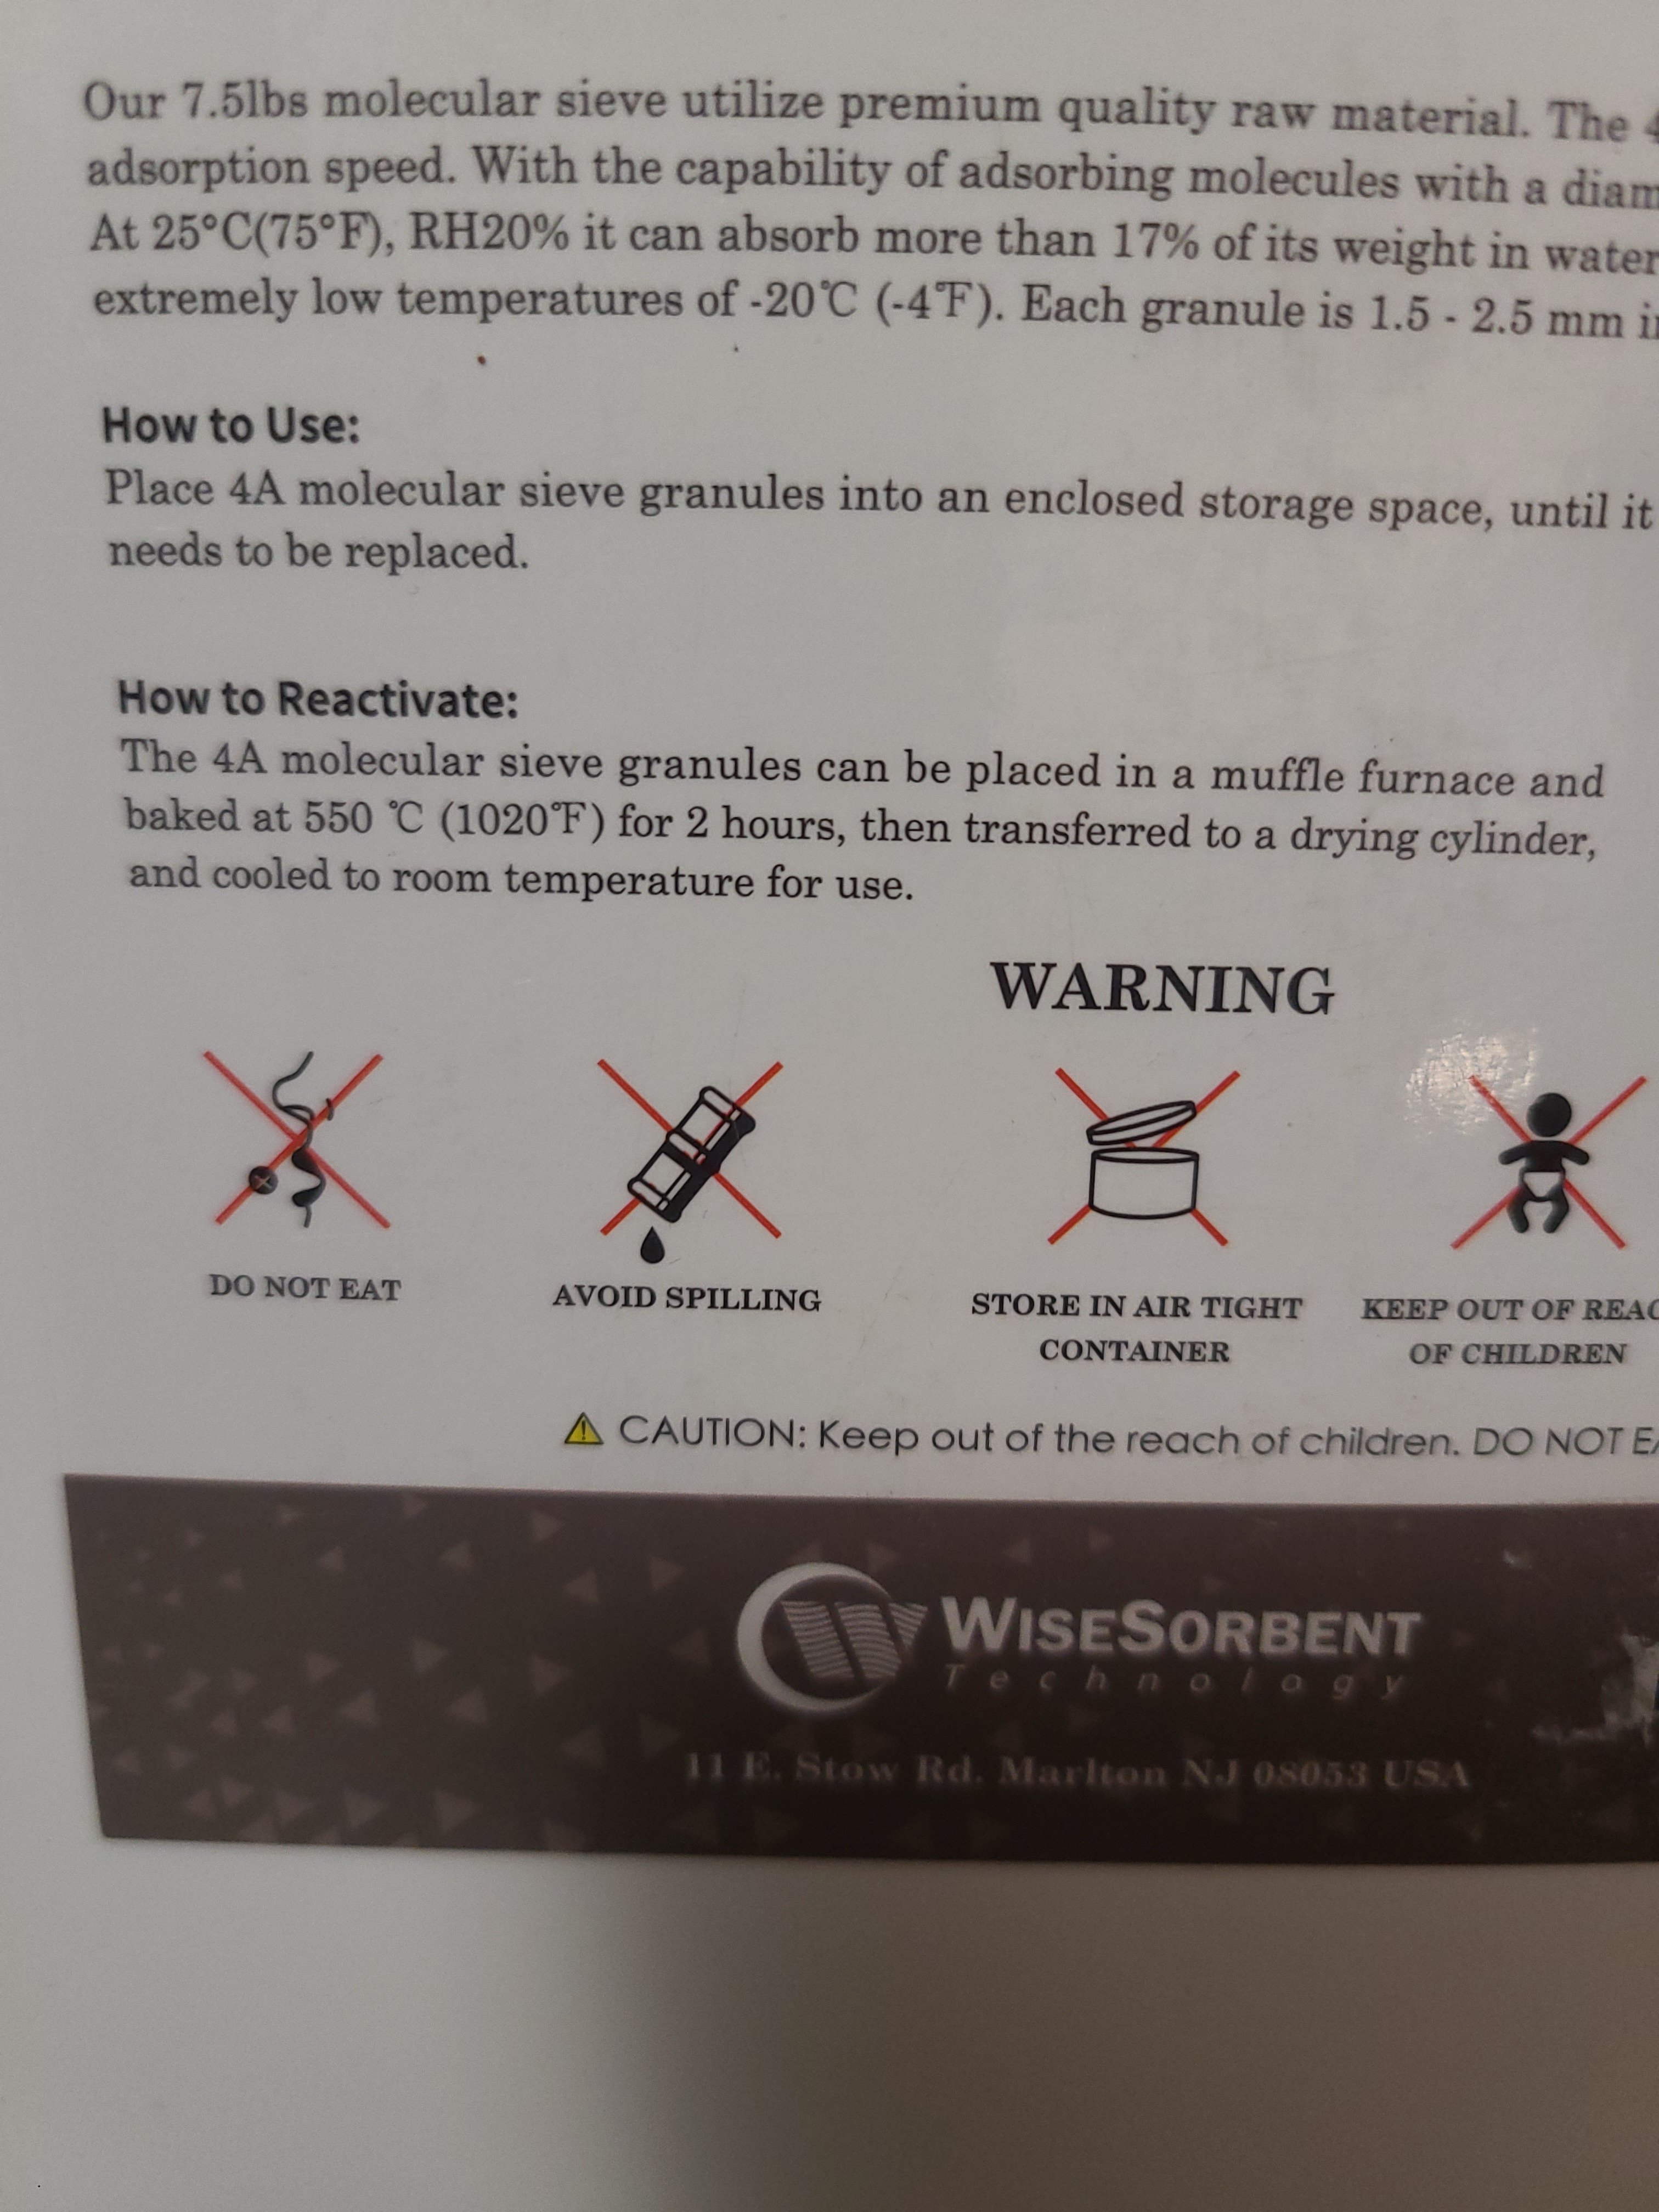 Our 7.5lbs molecular sieve utilize premium quality raw material. The
adsorption speed. With the capability of adsorbing molecules with a
At 25°C(75°F), RH20% it can absorb more than 17% of its weight in water
extremely low temperatures of -20℃ (-4℉). Each granule is 1.5 - 2.5 mm
How to Use:
Place 4A molecular sieve granules into an enclosed storage space, until it
needs to be replaced.
How to Reactivate:
The 4A molecular sieve granules can be placed in a muffle furnace and
baked at 550 ℃ (1020℉) for 2 hours, then transferred to a drying cylinder,
and cooled to room temperature for use.
WARNING
DO NOT EAT
AVOID SPILLING
STORE IN AIR TIGHT
CONTAINER
KEEP OUT OF
OF CHILDREN
CAUTION: Keep out of the reach of children. DO NOT
WISESORBENT
Technology
11 E. Stow Rd. Marlton NJ 08053 USA